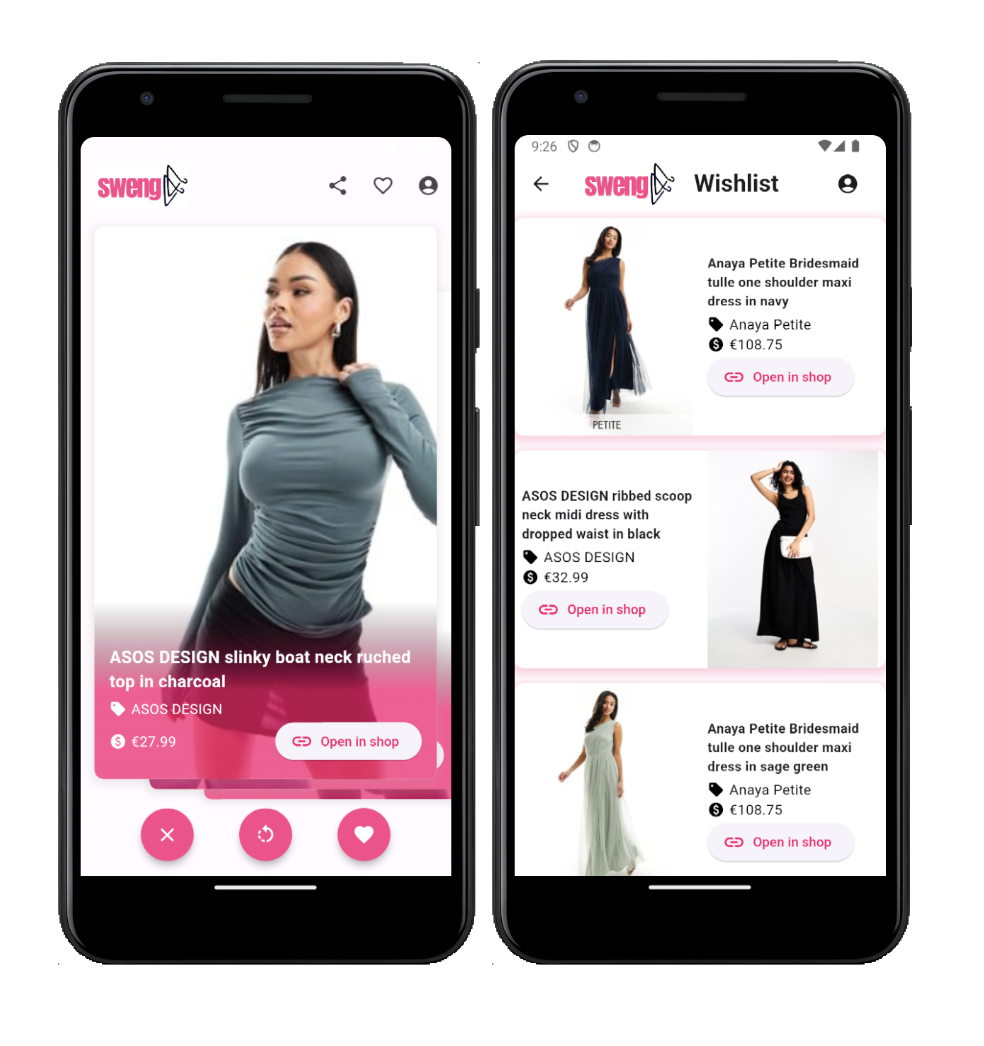 sweng
ASOS DESIGN slinky boat neck ruched
top in charcoal
ASOS DESIGN
€27.99
Open in shop
9:26
sweng
Wishlist
Anaya Petite Bridesmaid
tulle one shoulder maxi
dress in navy
Anaya Petite
€108.75
Open in shop
PETITE
ASOS DESIGN ribbed scoop
neck midi dress with
dropped waist in black
ASOS DESIGN
€32.99
Open in shop
Anaya Petite Bridesmaid
tulle one shoulder maxi
dress in sage green
Anaya Petite
€108.75
Open in shop